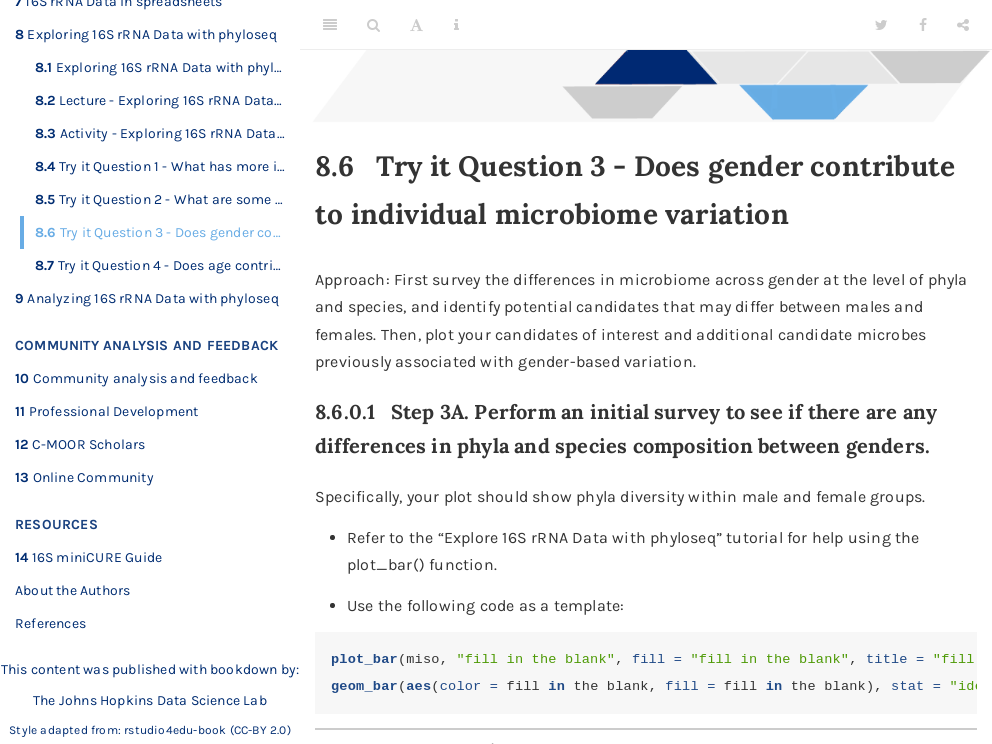 7 16S rRNA Data in spreadsheets
8 Exploring 16S rRNA Data with phyloseq
8.1 Exploring 16S rRNA Data with phyl…
8.2 Lecture - Exploring 16S rRNA Data…
8.3 Activity - Exploring 16S rRNA Data…
8.4 Try it Question 1 - What has more i…
8.5 Try it Question 2 - What are some …
8.6 Try it Question 3 - Does gender co…
8.7 Try it Question 4 - Does age contri…
9 Analyzing 16S rRNA Data with phyloseq
COMMUNITY ANALYSIS AND FEEDBACK
10 Community analysis and feedback
11 Professional Development
12 C-MOOR Scholars
13 Online Community
RESOURCES
14 16S miniCURE Guide
About the Authors
References
This content was published with bookdown by:
The Johns Hopkins Data Science Lab
Style adapted from: rstudio4edu-book (CC-BY 2.0)
8.6 Try it Question 3 - Does gender contribute
to individual microbiome variation
Approach: First survey the differences in microbiome across gender at the level of phyla
and species, and identify potential candidates that may differ between males and
females. Then, plot your candidates of interest and additional candidate microbes
previously associated with gender-based variation.
8.6.0.1 Step 3A. Perform an initial survey to see if there are any
differences in phyla and species composition between genders.
Specifically, your plot should show phyla diversity within male and female groups.
• Refer to the “Explore 16S rRNA Data with phyloseq” tutorial for help using the
plot_bar() function.
• Use the following code as a template:
plot_bar(miso, "fill in the blank", fill = "fill in the blank", title = "fill
geom_bar(aes(color = fill in the blank, fill = fill in the blank), stat = "ide